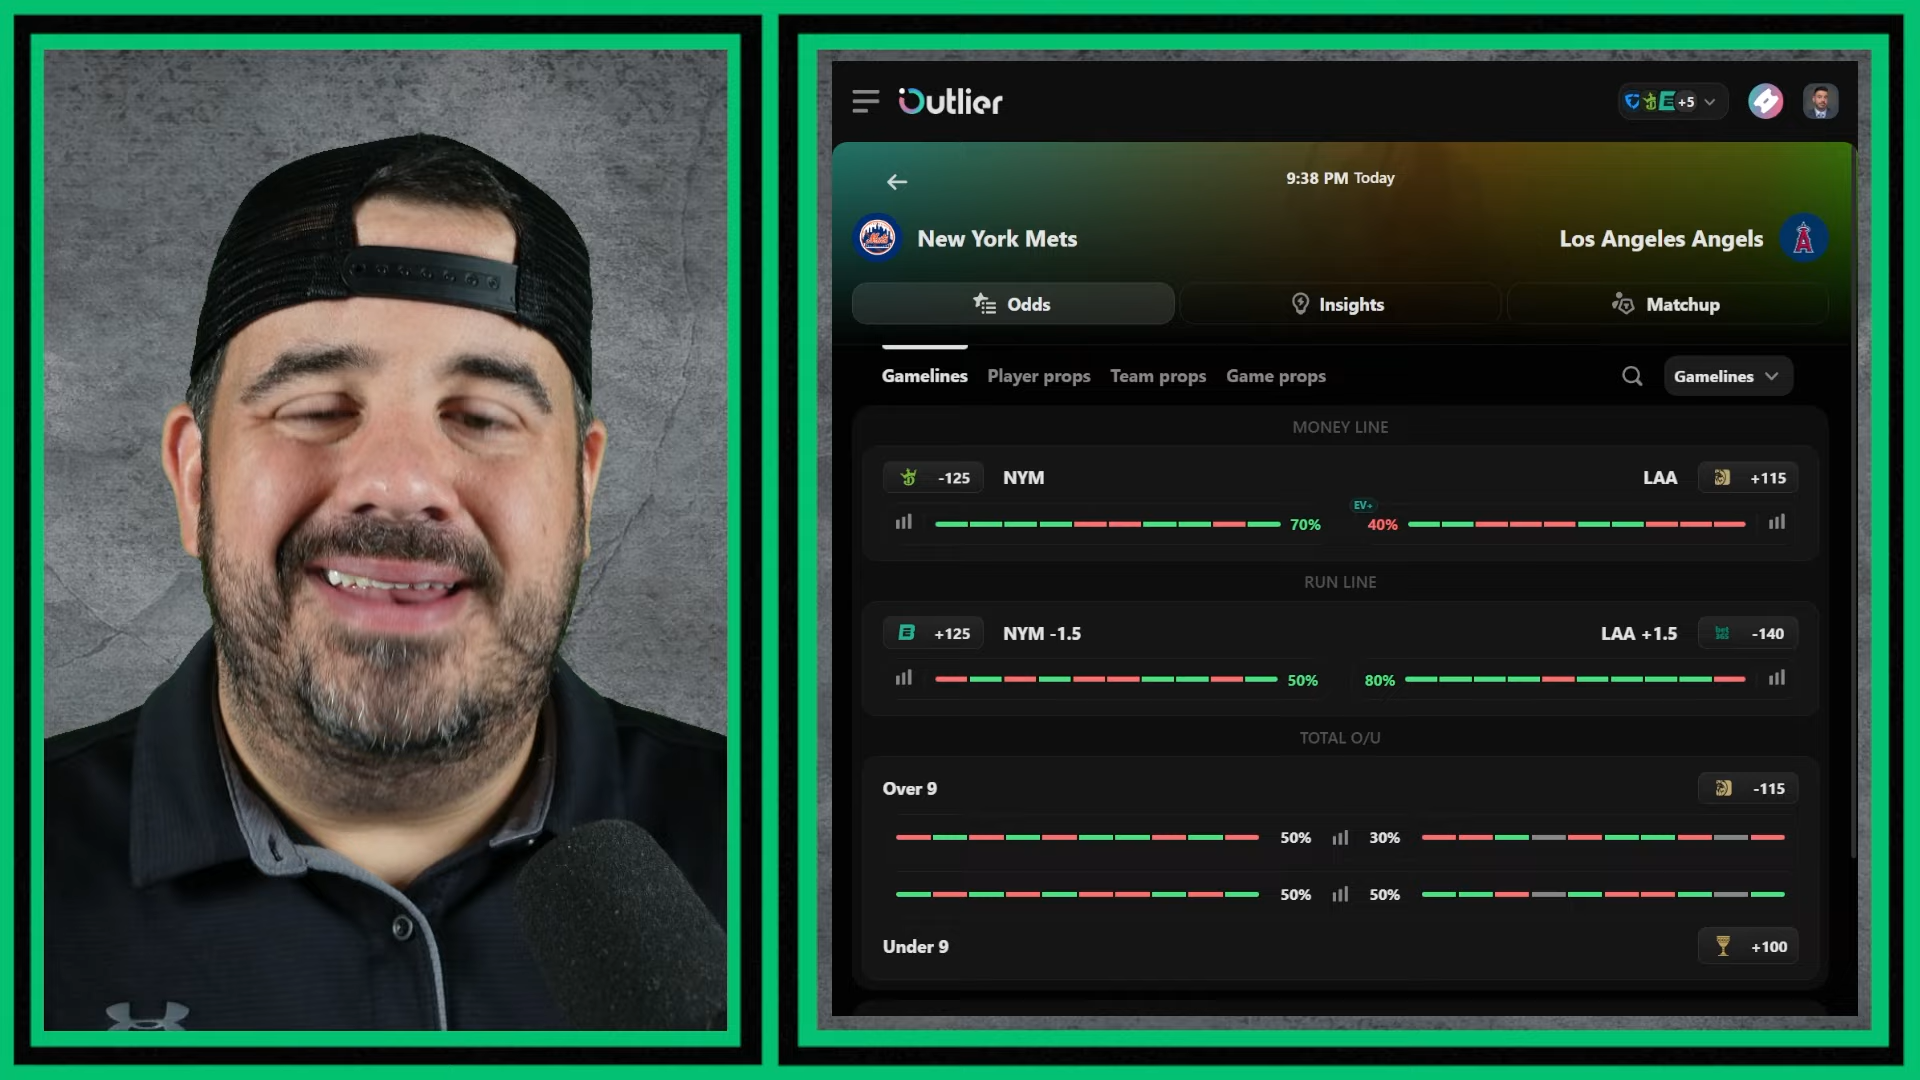 Outlier
+5
9:38 PM Today
New York Mets
Los Angeles Angels
Odds
Insights
Matchup
Gamelines
Player props
Team props
Game props
Gamelines
MONEY LINE
-125 NYM
LAA +115
70%
EV+
40%
RUN LINE
+125 NYM -1.5
LAA +1.5 bet365 -140
50%
80%
TOTAL O/U
Over 9
-115
50%
30%
50%
50%
Under 9
+100